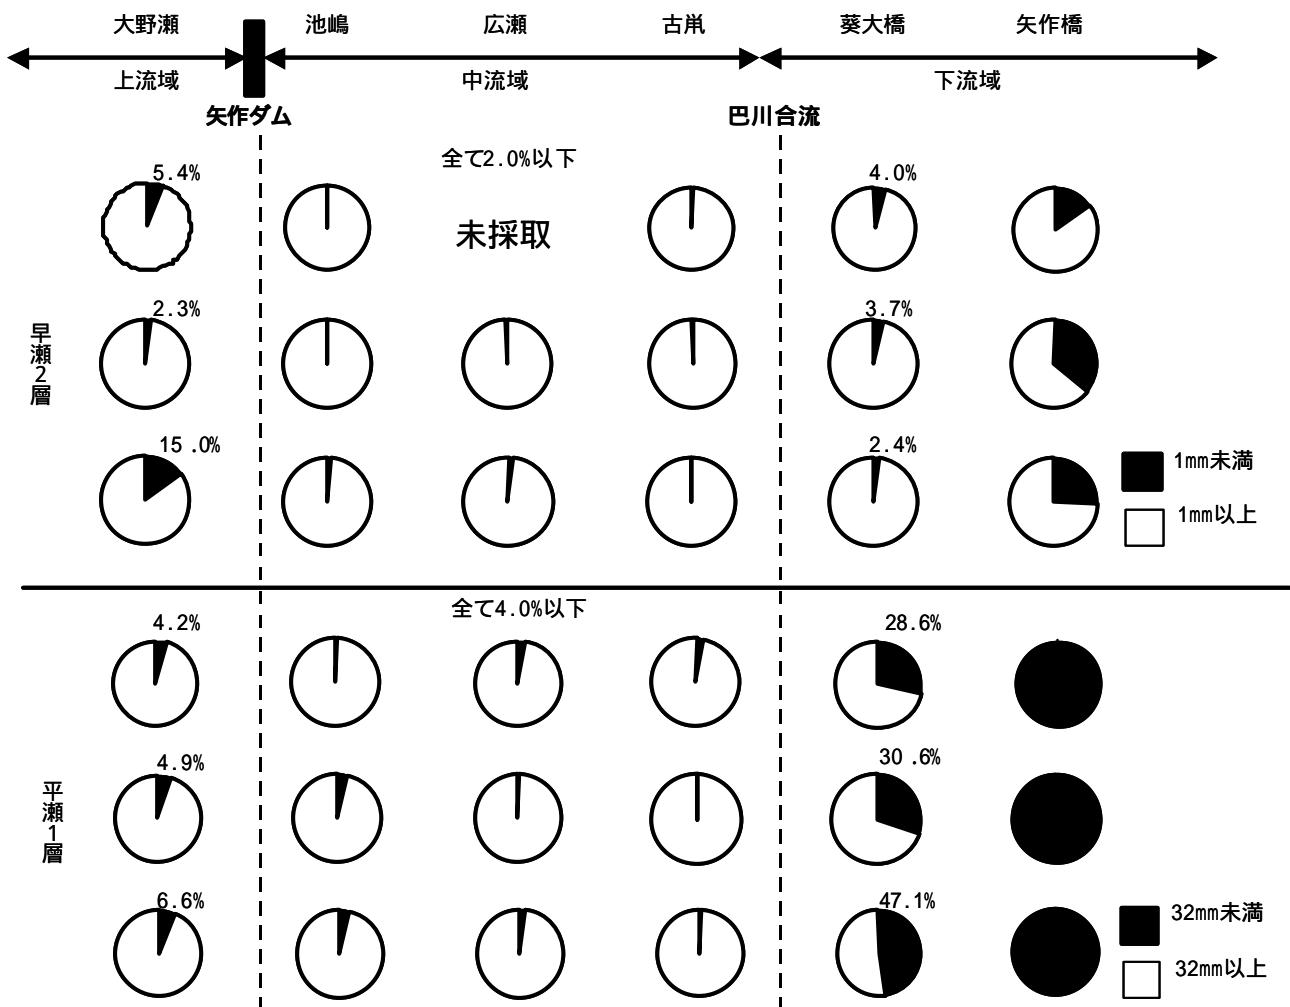 大野瀬 池嶋 広瀬 古鼡 葵大橋 矢作橋
上流域 中流域 下流域
矢作ダム 巴川合流
全て2.0%以下
5.4% 4.0%
未採取
2.3% 3.7%
早瀬2層
15.0% 2.4%
1mm未満
1mm以上
全て4.0%以下
4.2% 28.6%
4.9% 30.6%
平瀬1層
6.6% 47.1%
32mm未満
32mm以上